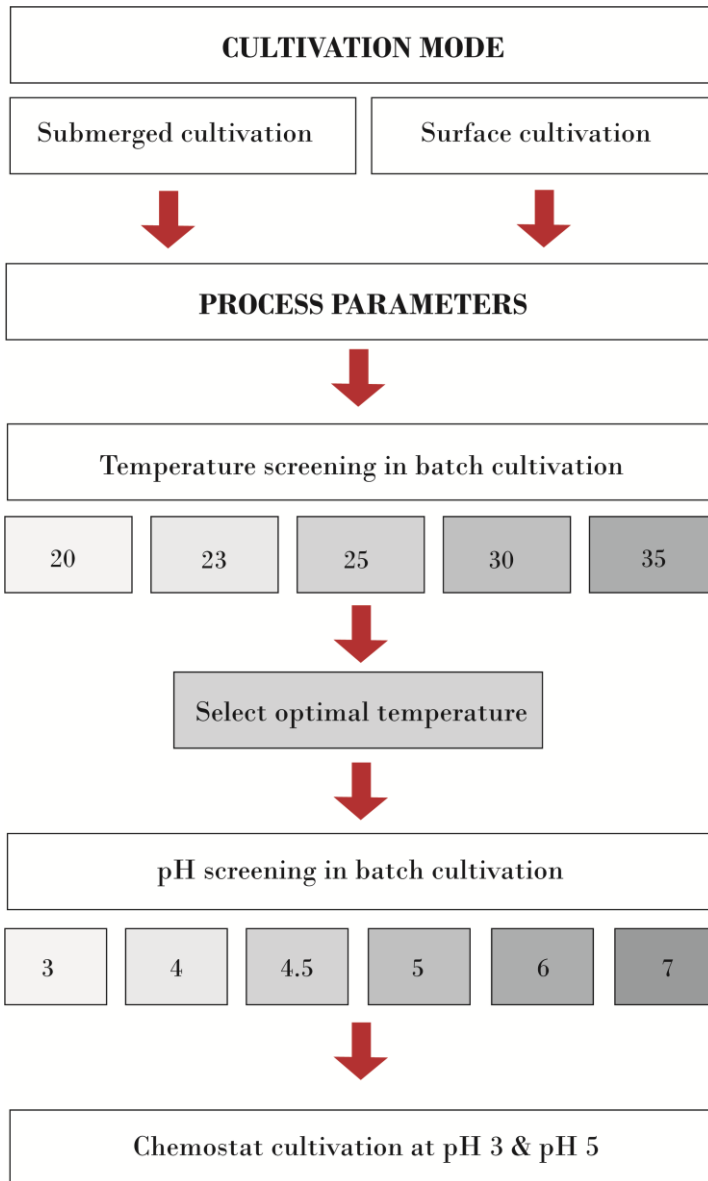 CULTIVATION MODE
Submerged cultivation
Surface cultivation
PROCESS PARAMETERS
Temperature screening in batch cultivation
20
23
25
30
35
Select optimal temperature
pH screening in batch cultivation
3
4
4.5
5
6
7
Chemostat cultivation at pH 3 & pH 5